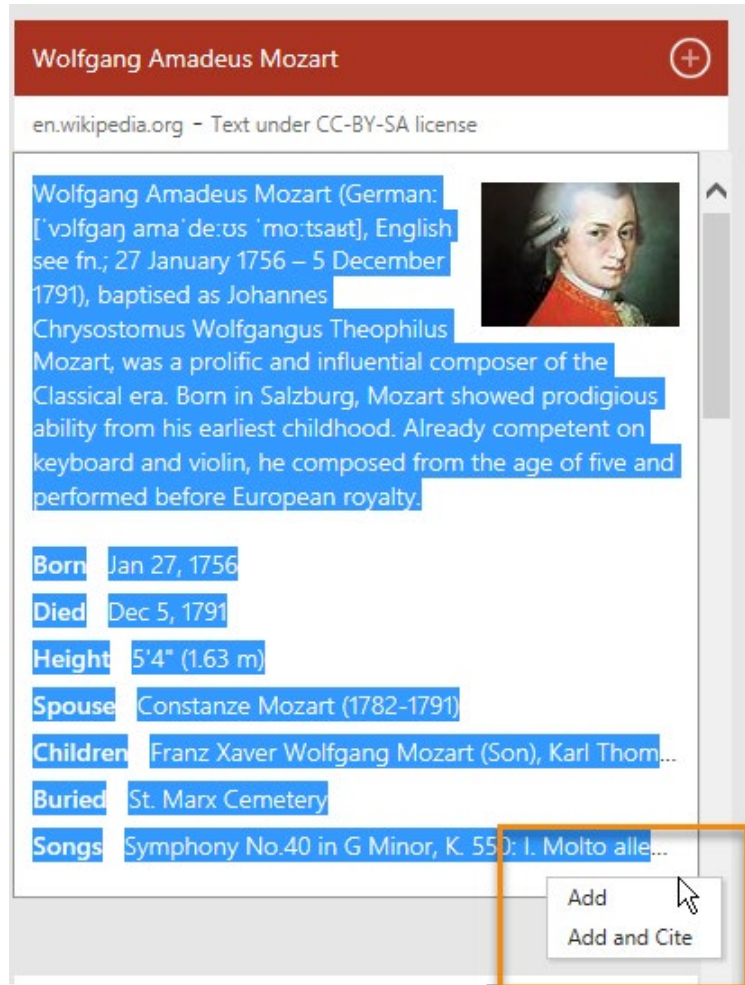 Wolfgang Amadeus Mozart
en.wikipedia.org - Text under CC-BY-SA license
Wolfgang Amadeus Mozart (German:
[ˈvɔlfɡaŋ amaˈdeːʊs ˈmoːtsaʁt], English
see fn.; 27 January 1756 – 5 December
1791), baptised as Johannes
Chrysostomus Wolfgangus Theophilus
Mozart, was a prolific and influential composer of the
Classical era. Born in Salzburg, Mozart showed prodigious
ability from his earliest childhood. Already competent on
keyboard and violin, he composed from the age of five and
performed before European royalty.
Born Jan 27, 1756
Died Dec 5, 1791
Height 5'4" (1.63 m)
Spouse Constanze Mozart (1782-1791)
Children Franz Xaver Wolfgang Mozart (Son), Karl Thom...
Buried St. Marx Cemetery
Songs Symphony No.40 in G Minor, K. 550: I. Molto alle...
Add
Add and Cite